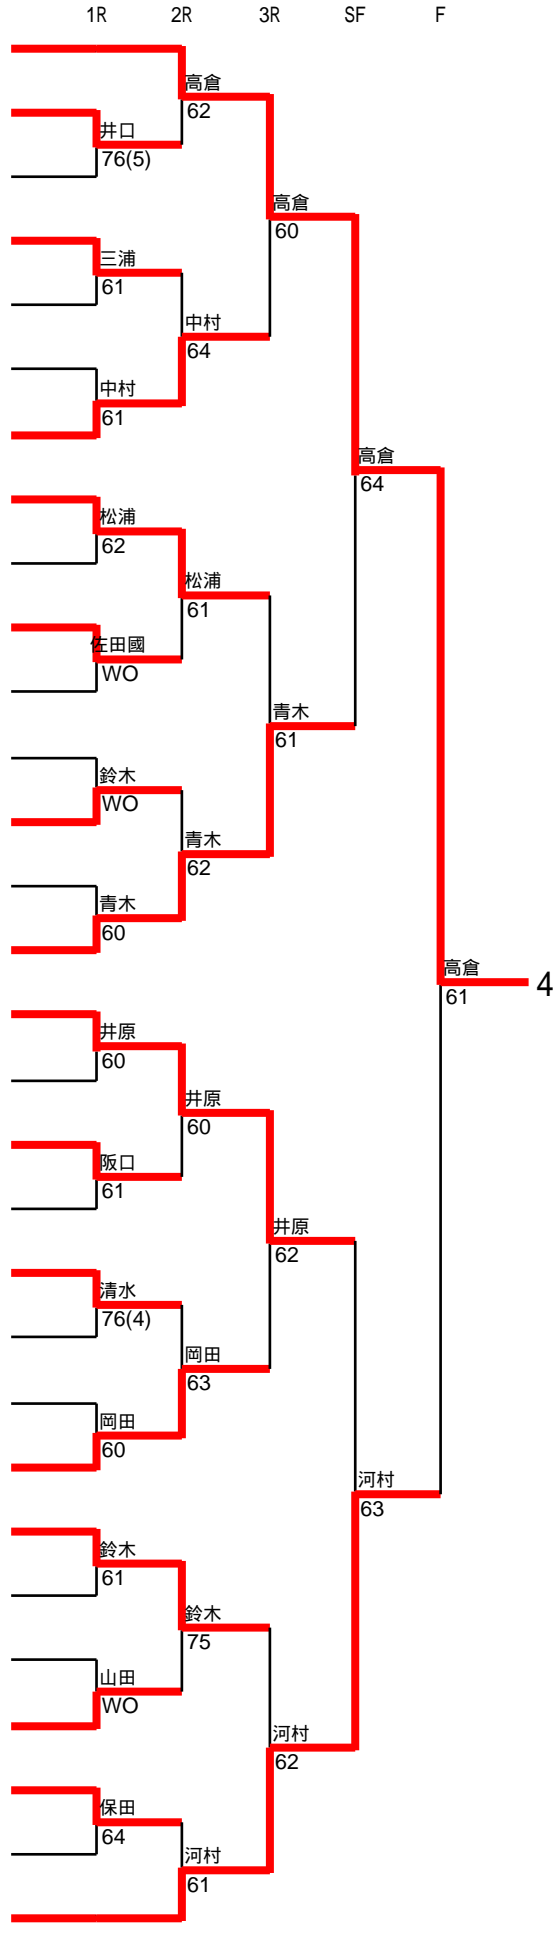 1R 2R 3R SF F
高倉
62
井口
76(5)
高倉
60
三浦
61
中村
64
中村
61
高倉
64
松浦
62
松浦
61
佐田國
WO
青木
61
鈴木
WO
青木
62
青木
60
高倉
61
4
井原
60
井原
60
阪口
61
井原
62
清水
76(4)
岡田
63
岡田
60
河村
63
鈴木
61
鈴木
75
山田
WO
河村
62
保田
64
河村
61